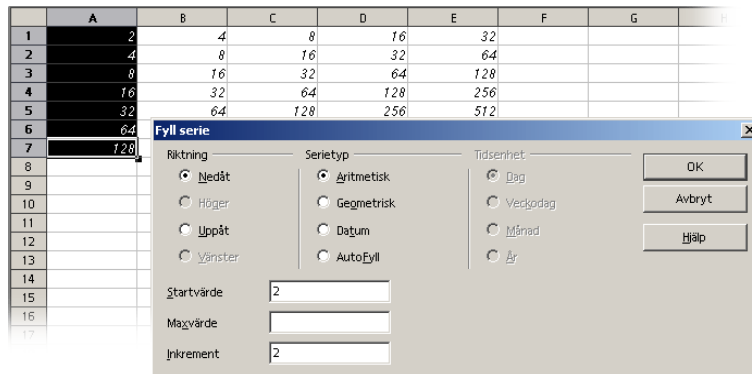 A B C D E F G H
1 2 4 8 16 32
2 4 8 16 32 64
3 8 16 32 64 128
4 16 32 64 128 256
5 32 64 128 256 512
6 64
7 128
8
9
10
11
12
13
14
15
16
17
Fyll serie
Riktning Serietyp Tidsenhet
Nedåt Aritmetisk Dag OK
Höger Geometrisk Veckodag Avbryt
Uppåt Datum Månad Hjälp
Vänster AutoFyll År
Startvärde 2
Maxvärde
Inkrement 2